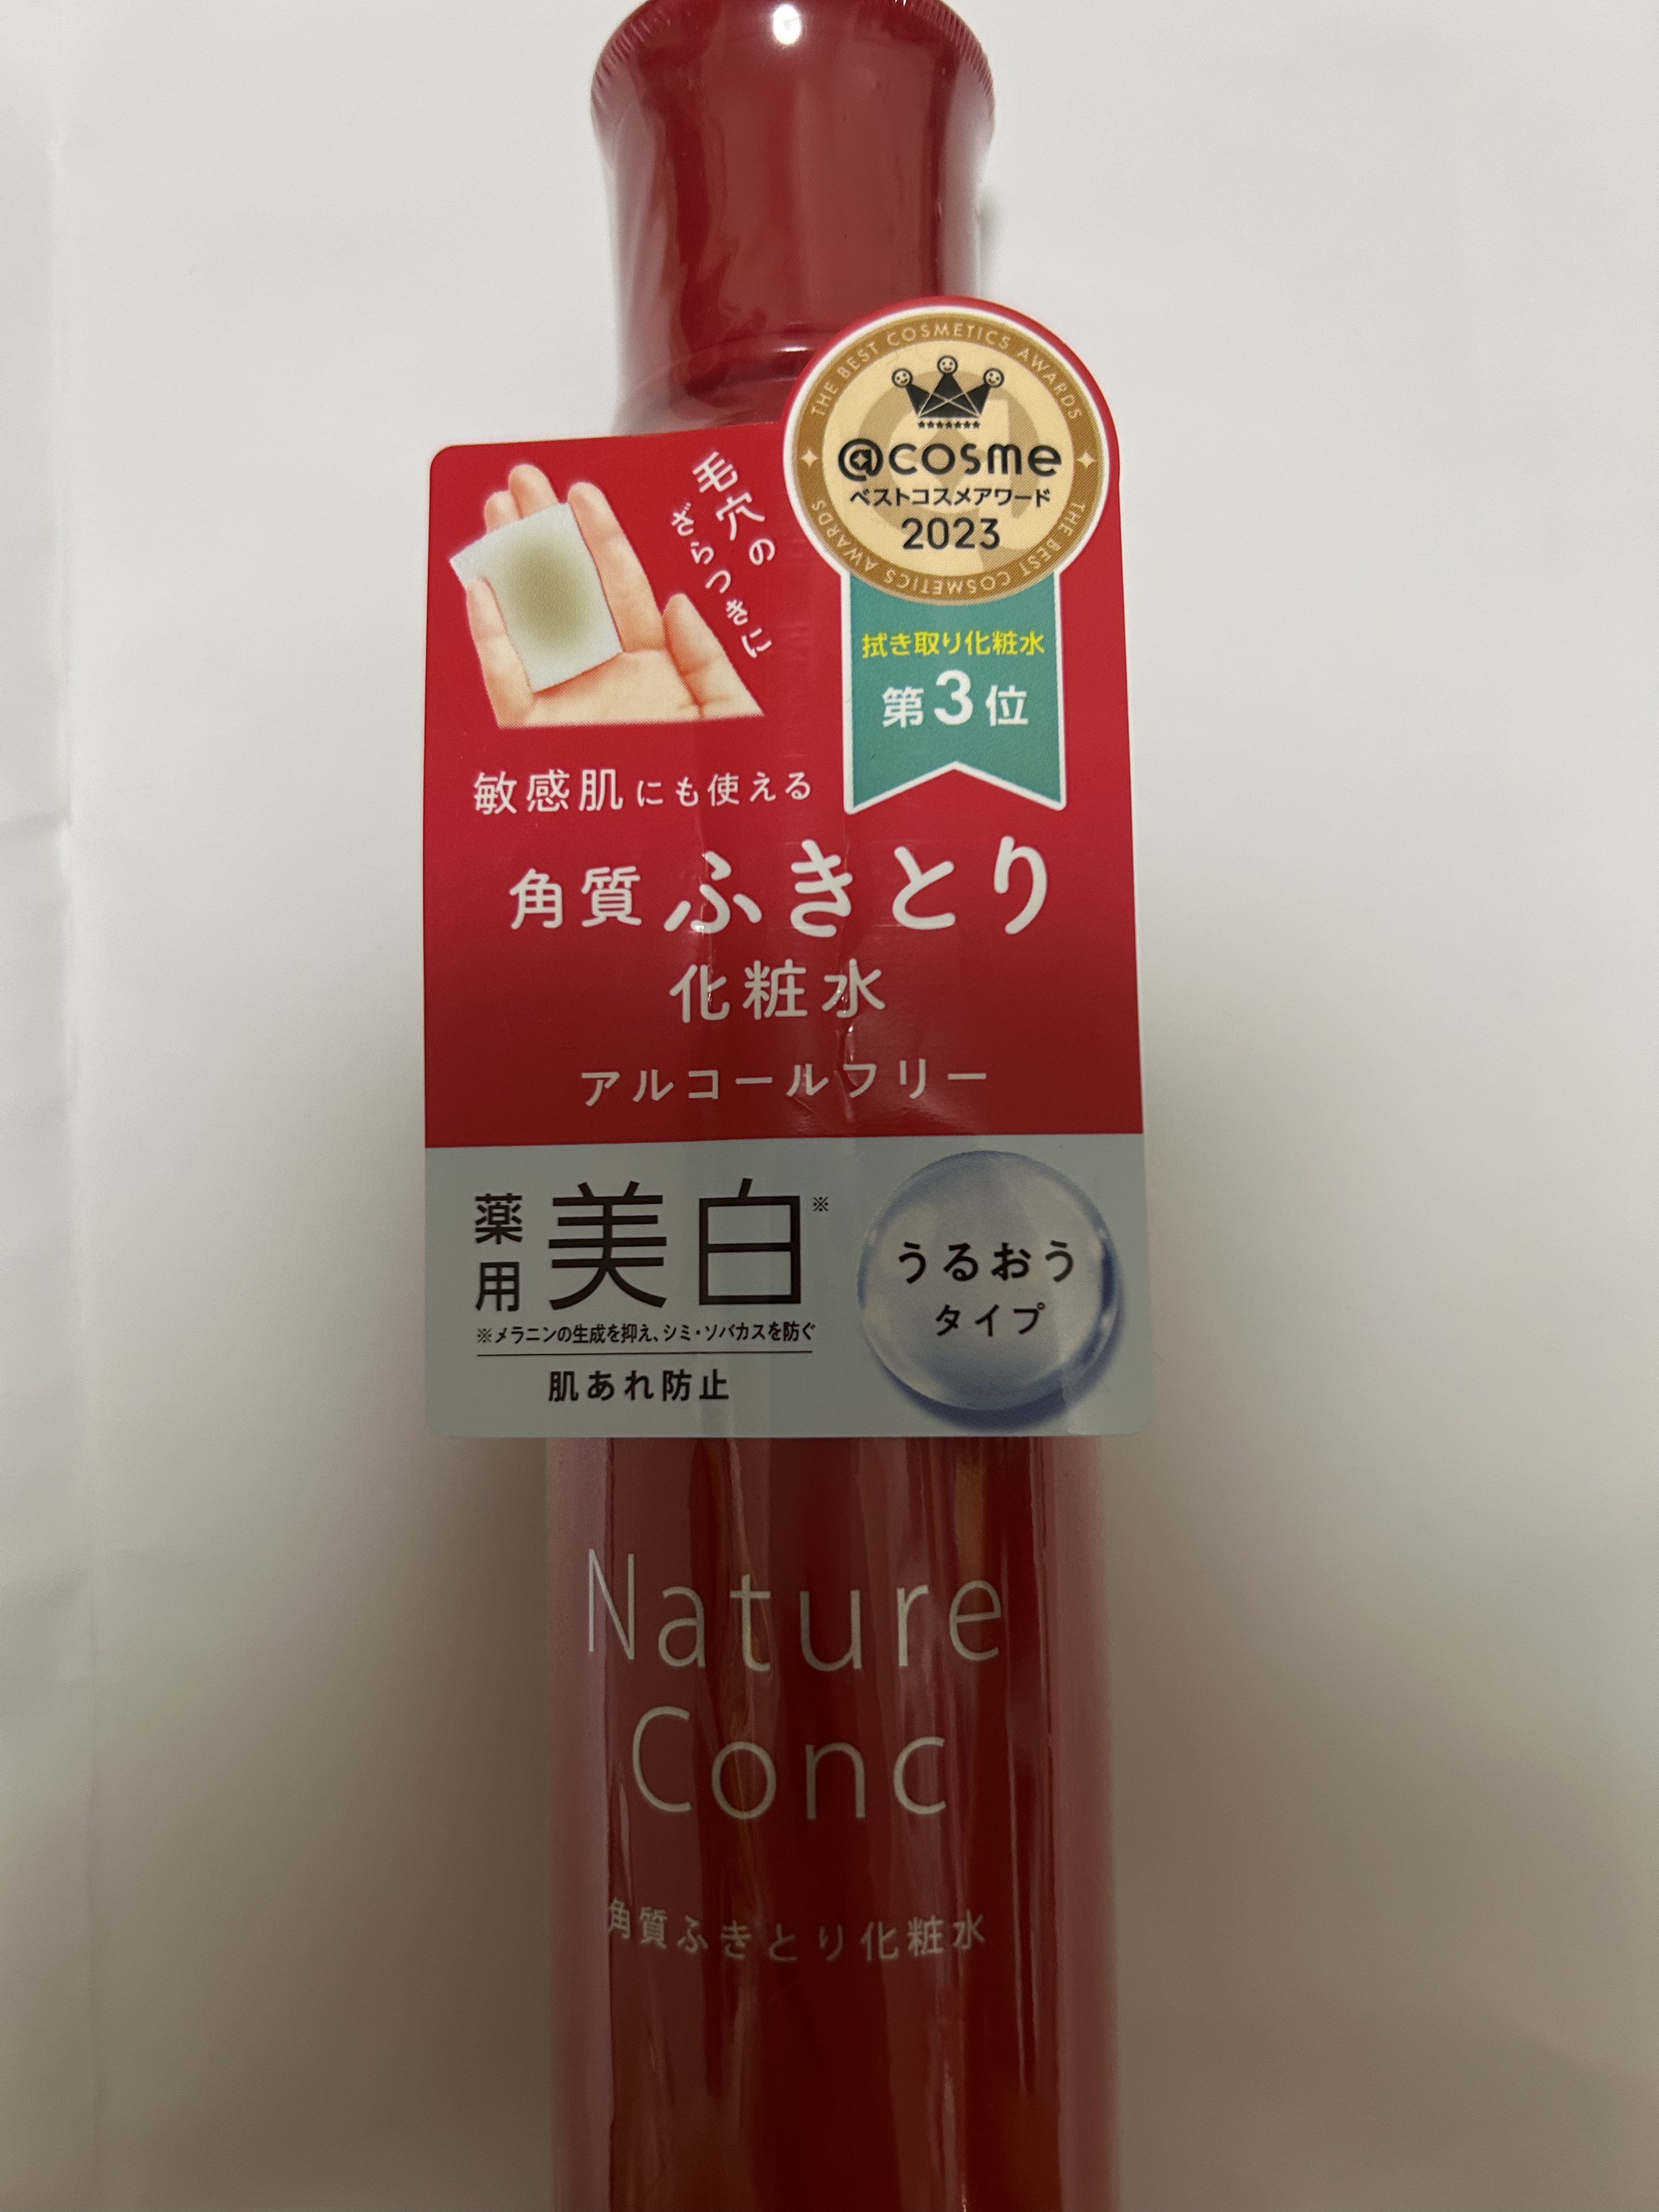 THE BEST COSMETICS AWARDS
@cosme
ベストコスメアワード
2023
THE BEST COSMETICS AWARDS
拭き取り化粧水
第3位
毛穴の
ざらつきに
敏感肌にも使える
角質ふきとり
化粧水
アルコールフリー
薬用
美白※
※メラニンの生成を抑え、シミ・ソバカスを防ぐ
肌あれ防止
うるおう
タイプ
Nature
Conc
角質ふきとり化粧水